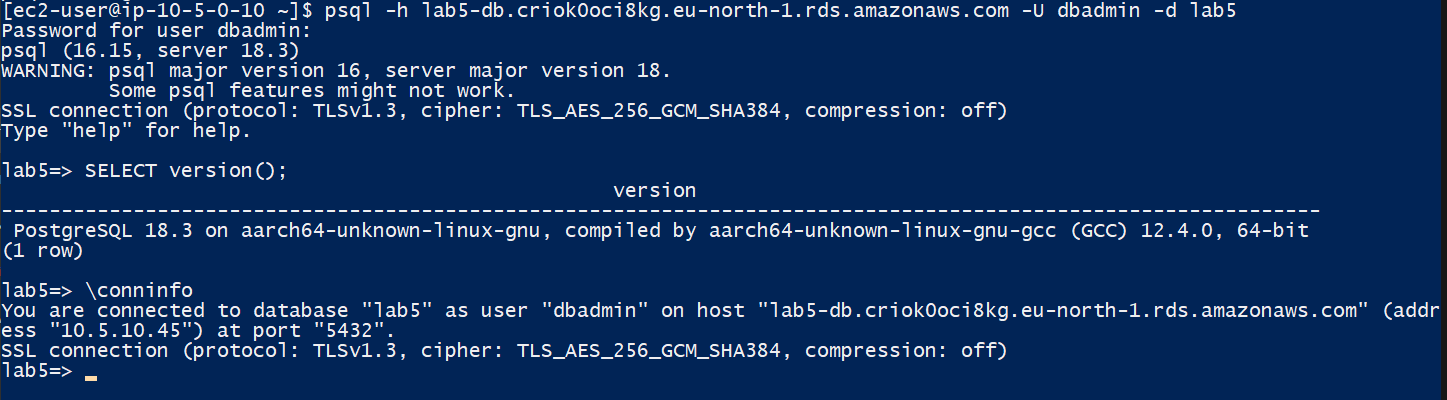 [ec2-user@ip-10-5-0-10 ~]$ psql -h lab5-db.criok0oci8kg.eu-north-1.rds.amazonaws.com -U dbadmin -d lab5
Password for user dbadmin:
psql (16.15, server 18.3)
WARNING: psql major version 16, server major version 18.
         Some psql features might not work.
SSL connection (protocol: TLSv1.3, cipher: TLS_AES_256_GCM_SHA384, compression: off)
Type "help" for help.

lab5=> SELECT version();
                                                   version
--------------------------------------------------------------------------------------------------------------
 PostgreSQL 18.3 on aarch64-unknown-linux-gnu, compiled by aarch64-unknown-linux-gnu-gcc (GCC) 12.4.0, 64-bit
(1 row)

lab5=> \conninfo
You are connected to database "lab5" as user "dbadmin" on host "lab5-db.criok0oci8kg.eu-north-1.rds.amazonaws.com" (addr
ess "10.5.10.45") at port "5432".
SSL connection (protocol: TLSv1.3, cipher: TLS_AES_256_GCM_SHA384, compression: off)
lab5=>